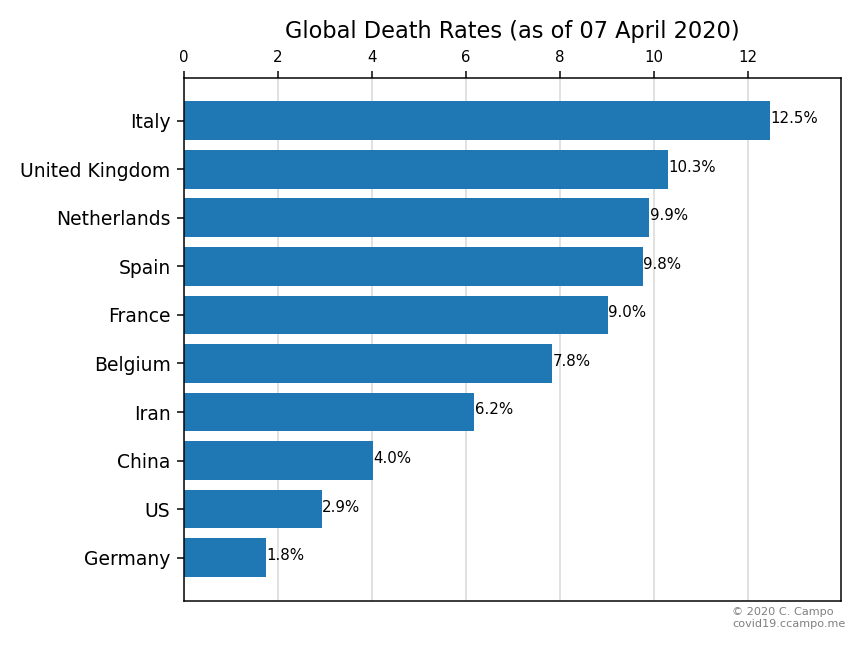 Global Death Rates (as of 07 April 2020)
0 2 4 6 8 10 12
Italy 12.5%
United Kingdom 10.3%
Netherlands 9.9%
Spain 9.8%
France 9.0%
Belgium 7.8%
Iran 6.2%
China 4.0%
US 2.9%
Germany 1.8%
© 2020 C. Campo
covid19.ccampo.me